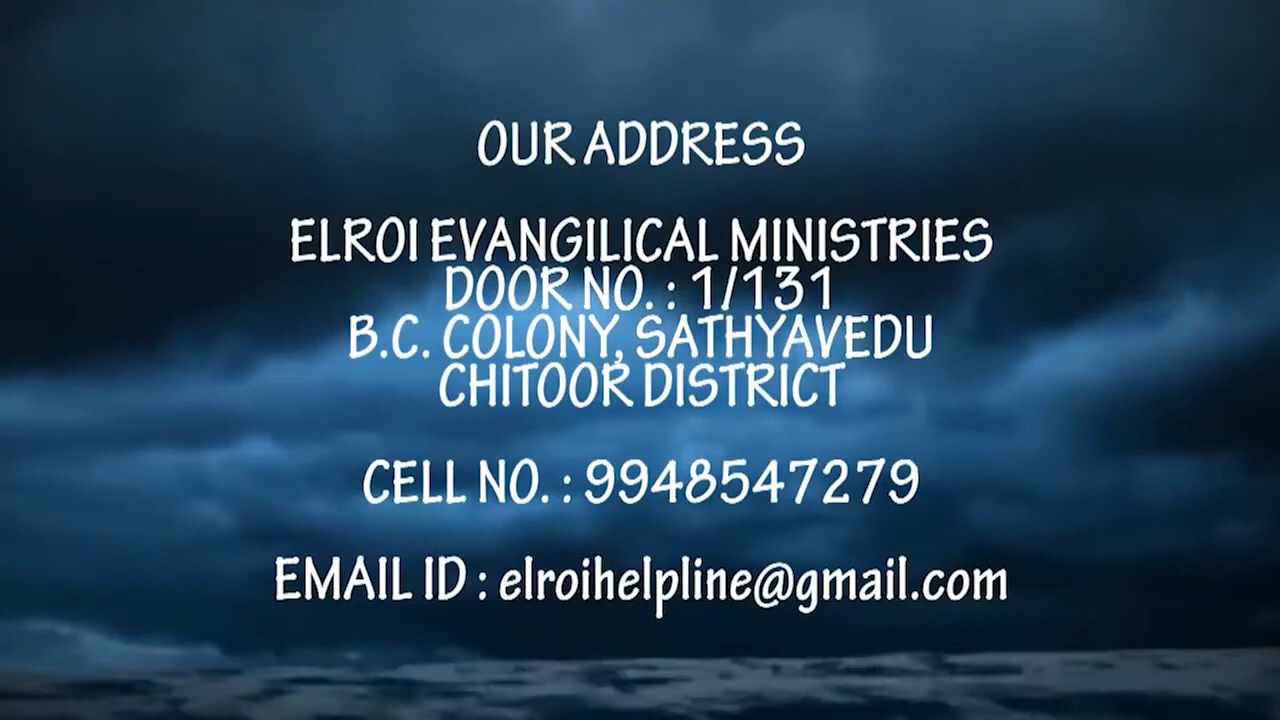 OUR ADDRESS
ELROI EVANGILICAL MINISTRIES
DOOR NO. : 1/131
B.C. COLONY, SATHYAVEDU
CHITOOR DISTRICT
CELL NO. : 9948547279
EMAIL ID : elroihelpline@gmail.com